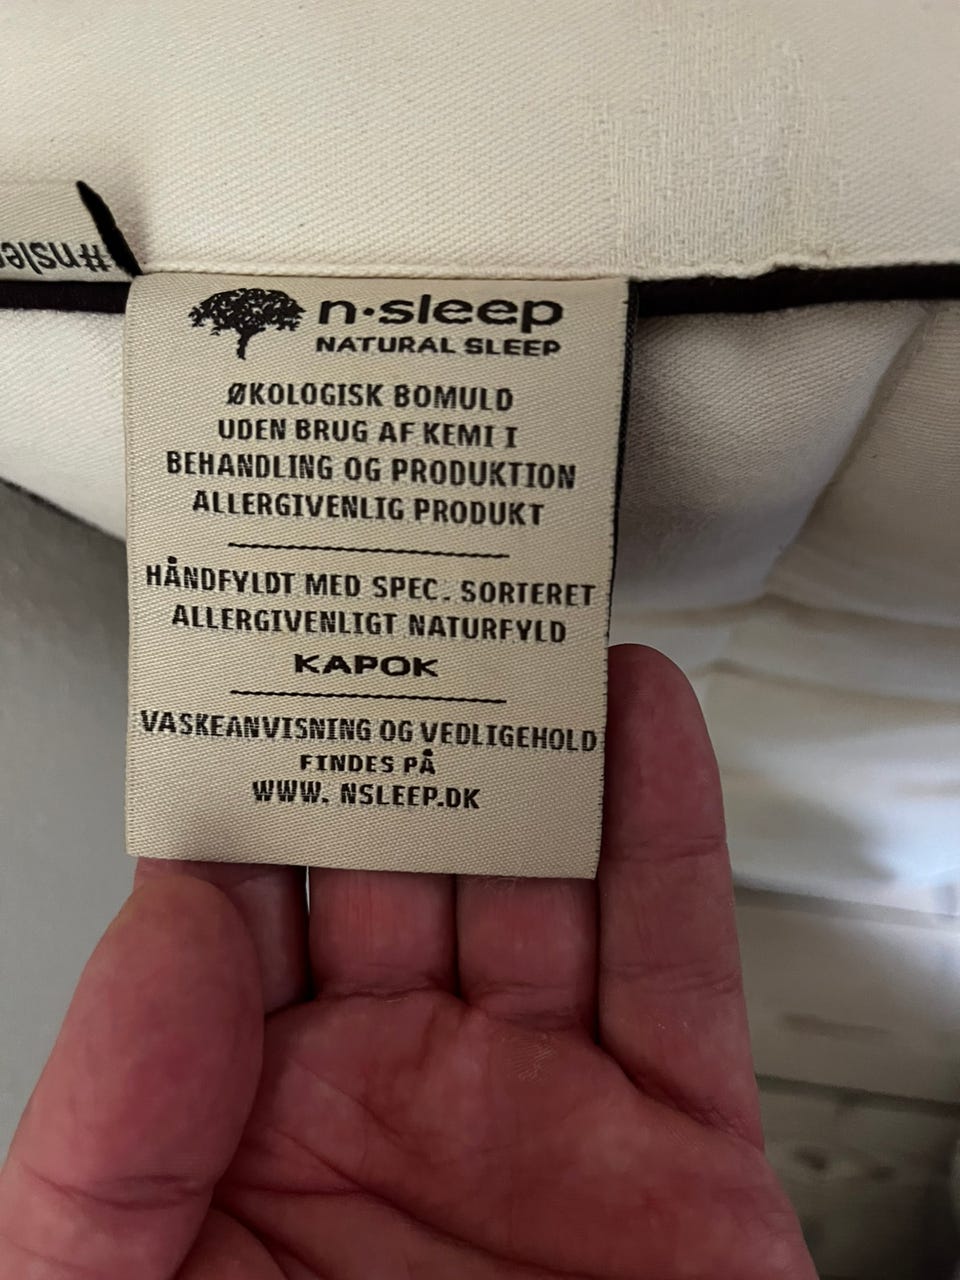 #nslee
n·sleep
NATURAL SLEEP
ØKOLOGISK BOMULD
UDEN BRUG AF KEMI I
BEHANDLING OG PRODUKTION
ALLERGIVENLIG PRODUKT
HÅNDFYLDT MED SPEC. SORTERET
ALLERGIVENLIGT NATURFYLD
KAPOK
VASKEANVISNING OG VEDLIGEHOLD
FINDES PÅ
WWW. NSLEEP.DK